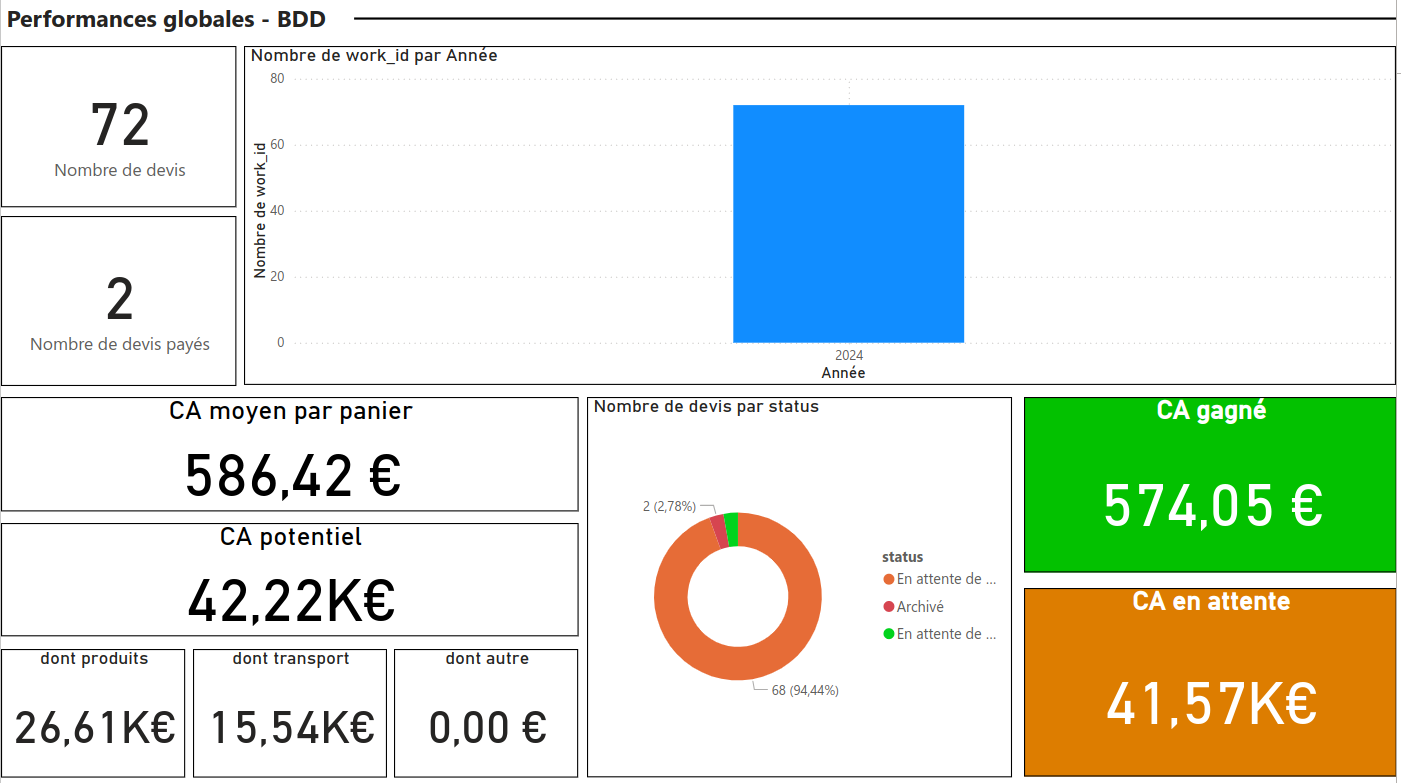 Performances globales - BDD
72
Nombre de devis
2
Nombre de devis payés
Nombre de work_id par Année
Nombre de work_id
80
60
40
20
0
2024
Année
CA moyen par panier
586,42 €
CA potentiel
42,22K€
dont produits
26,61K€
dont transport
15,54K€
dont autre
0,00 €
Nombre de devis par status
2 (2,78%)
68 (94,44%)
status
En attente de ...
Archivé
En attente de ...
CA gagné
574,05 €
CA en attente
41,57K€